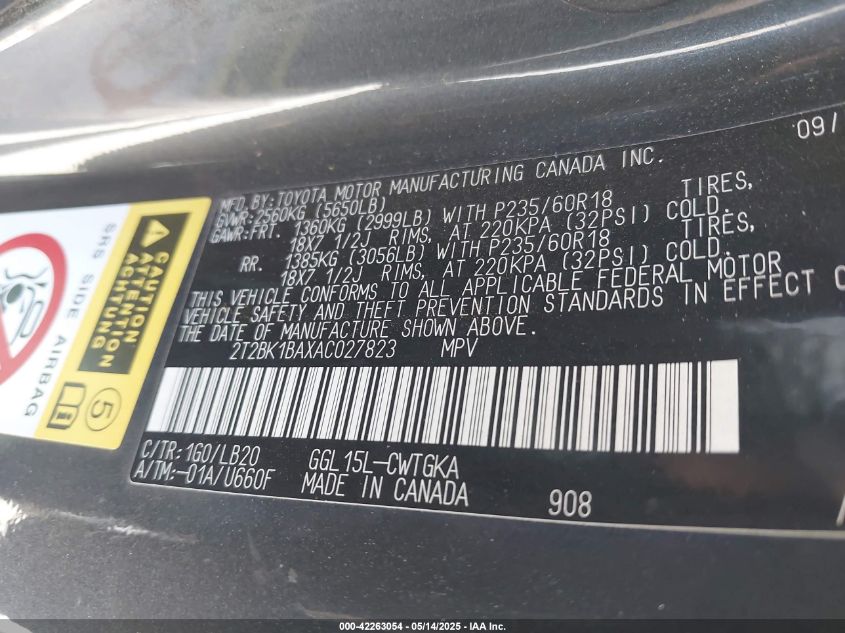 09/
MFD. BY: TOYOTA MOTOR MANUFACTURING CANADA INC.
GVWR: 2560KG (5650LB)
GAWR: FRT. 1360KG (2999LB) WITH P235/60R18 TIRES,
18X7 1/2J RIMS, AT 220KPA (32PSI) COLD.
RR. 1385KG (3056LB) WITH P235/60R18 TIRES,
18X7 1/2J RIMS, AT 220KPA (32PSI) COLD.
THIS VEHICLE CONFORMS TO ALL APPLICABLE FEDERAL MOTOR
VEHICLE SAFETY AND THEFT PREVENTION STANDARDS IN EFFECT O
THE DATE OF MANUFACTURE SHOWN ABOVE.
2T2BK1BAXAC027823 MPV
C/TR: 1G0/LB20 GGL15L-CWTGKA
A/TM:-01A/U660F MADE IN CANADA
908
SRS SIDE AIRBAG
CAUTION
ATTENTION
ACHTUNG
5
000-42263054 - 05/14/2025 - IAA Inc.